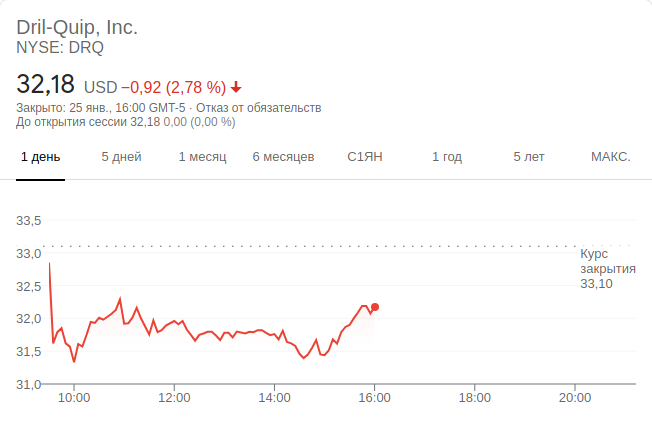 Dril-Quip, Inc.
NYSE: DRQ
32,18 USD −0,92 (2,78 %)
Закрыто: 25 янв., 16:00 GMT-5 · Отказ от обязательств
До открытия сессии 32,18 0,00 (0,00 %)
1 день 5 дней 1 месяц 6 месяцев С1ЯН 1 год 5 лет МАКС.
33,5
33,0
32,5
32,0
31,5
31,0
Курс
закрытия
33,10
10:00 12:00 14:00 16:00 18:00 20:00